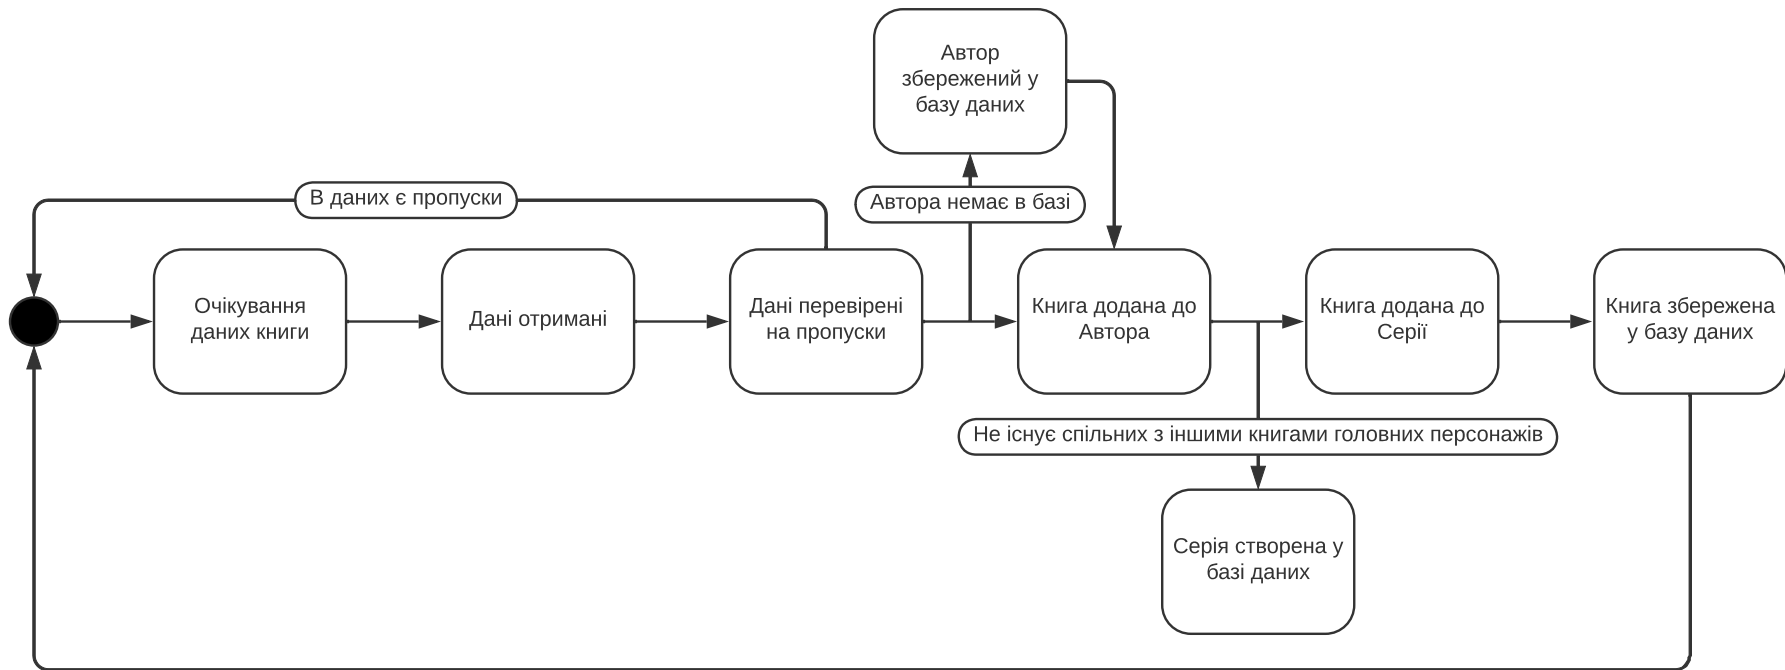 Автор
збережений у
базу даних
В даних є пропуски
Автора немає в базі
Очікування
даних книги
Дані отримані
Дані перевірені
на пропуски
Книга додана до
Автора
Книга додана до
Серії
Книга збережена
у базу даних
Не існує спільних з іншими книгами головних персонажів
Серія створена у
базі даних